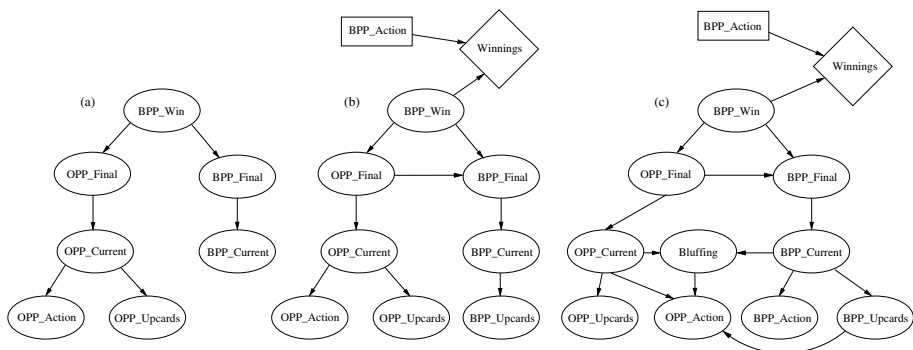 (a)
BPP_Win
OPP_Final
BPP_Final
OPP_Current
BPP_Current
OPP_Action
OPP_Upcards
(b)
BPP_Action
Winnings
BPP_Win
OPP_Final
BPP_Final
OPP_Current
BPP_Current
OPP_Action
OPP_Upcards
BPP_Upcards
(c)
BPP_Action
Winnings
BPP_Win
OPP_Final
BPP_Final
OPP_Current
Bluffing
BPP_Current
OPP_Upcards
OPP_Action
BPP_Action
BPP_Upcards